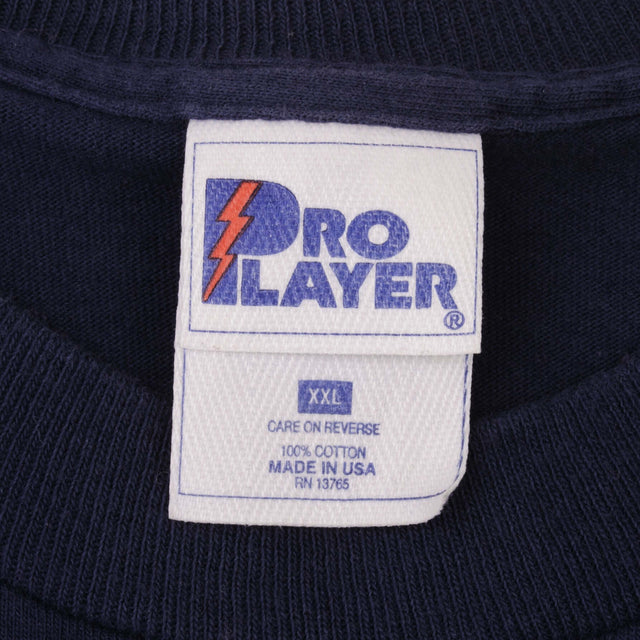 PRO
PLAYER®
XXL
CARE ON REVERSE
100% COTTON
MADE IN USA
RN 13765